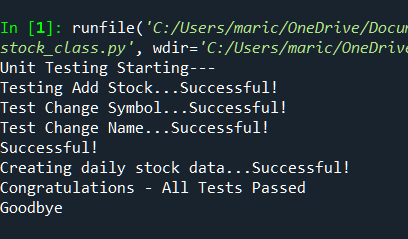 In [1]: runfile('C:/Users/maric/OneDrive/Docu
stock_class.py', wdir='C:/Users/maric/OneDrive
Unit Testing Starting---
Testing Add Stock...Successful!
Test Change Symbol...Successful!
Test Change Name...Successful!
Successful!
Creating daily stock data...Successful!
Congratulations - All Tests Passed
Goodbye